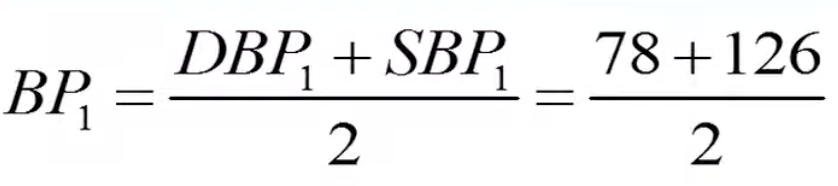 BP₁ = (DBP₁ + SBP₁)/2 = (78 + 126)/2